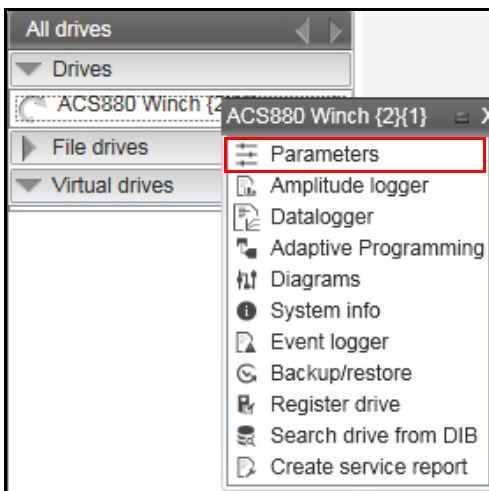 All drives
Drives
ACS880 Winch {2
ACS880 Winch {2}{1} X
File drives
Parameters
Virtual drives
Amplitude logger
Datalogger
Adaptive Programming
Diagrams
System info
Event logger
Backup/restore
Register drive
Search drive from DIB
Create service report